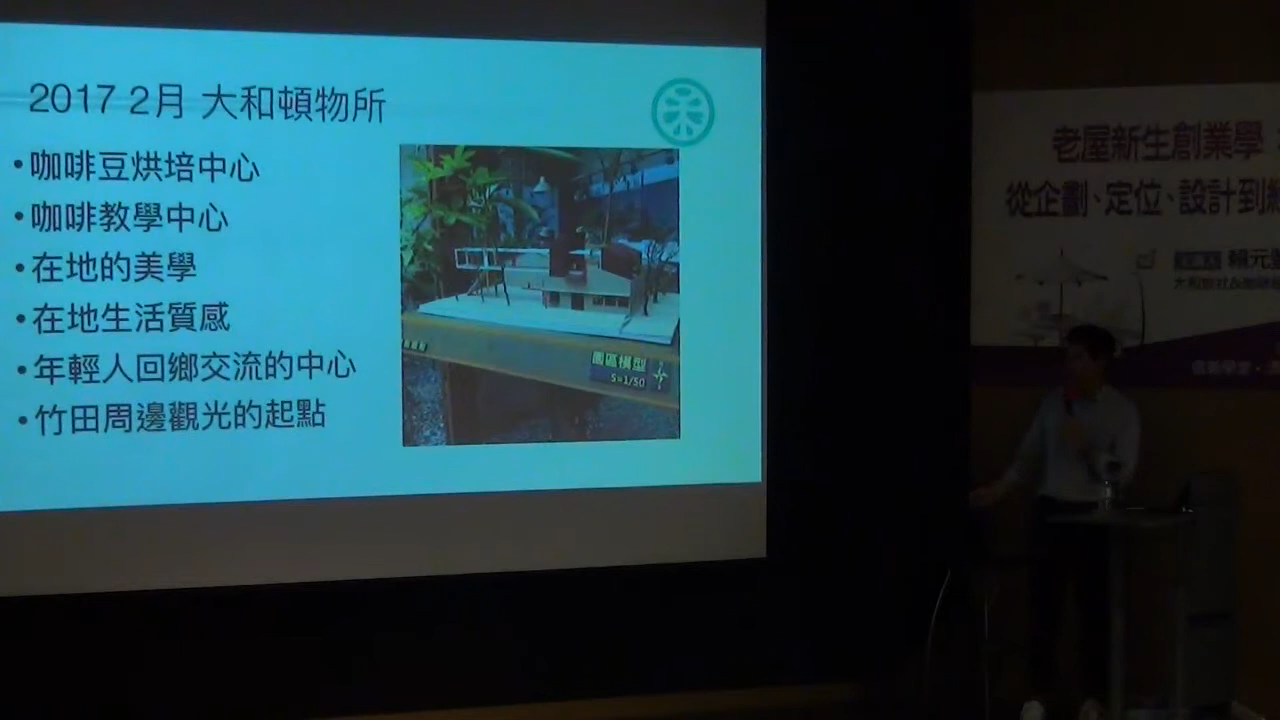 2017 2月 大和頓物所
•咖啡豆烘培中心
•咖啡教學中心
•在地的美學
•在地生活質感
•年輕人回鄉交流的中心
•竹田周邊觀光的起點
園區模型
S=1/50
老屋新生創業學
從企劃、定位、設計到
賴元